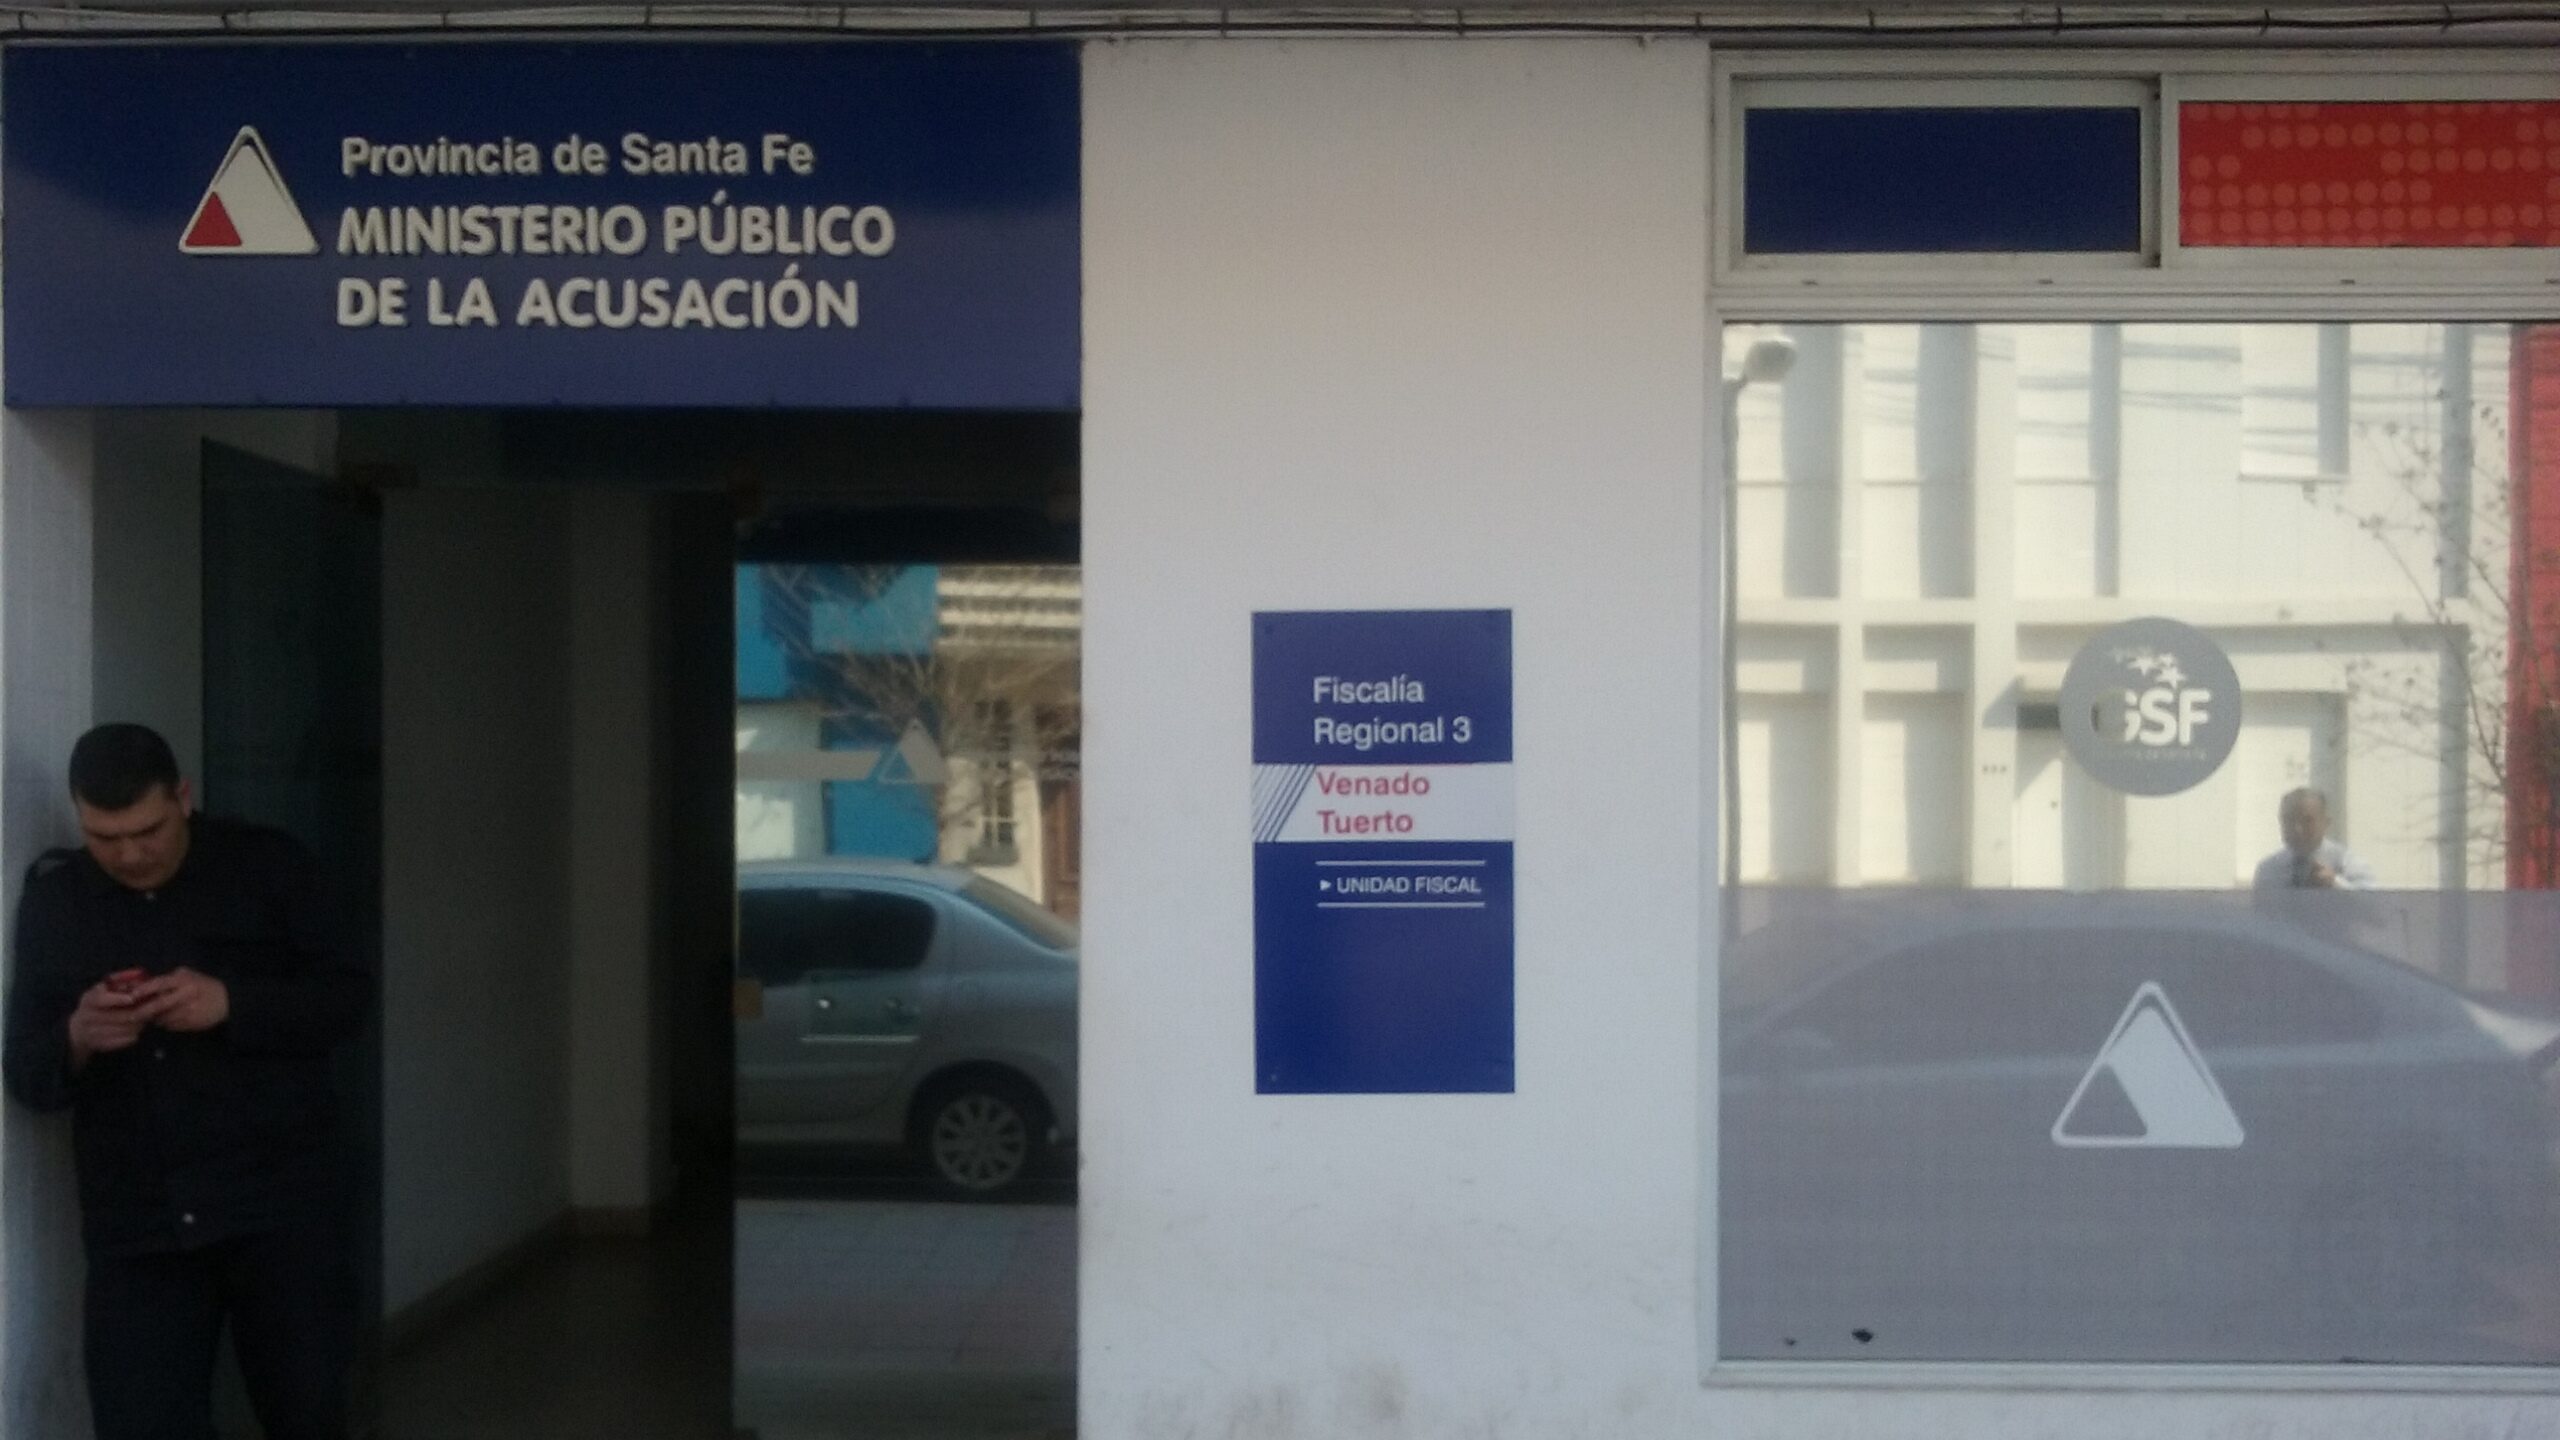 Provincia de Santa Fe
MINISTERIO PÚBLICO
DE LA ACUSACIÓN
Fiscalía
Regional 3
Venado
Tuerto
UNIDAD FISCAL
GSF